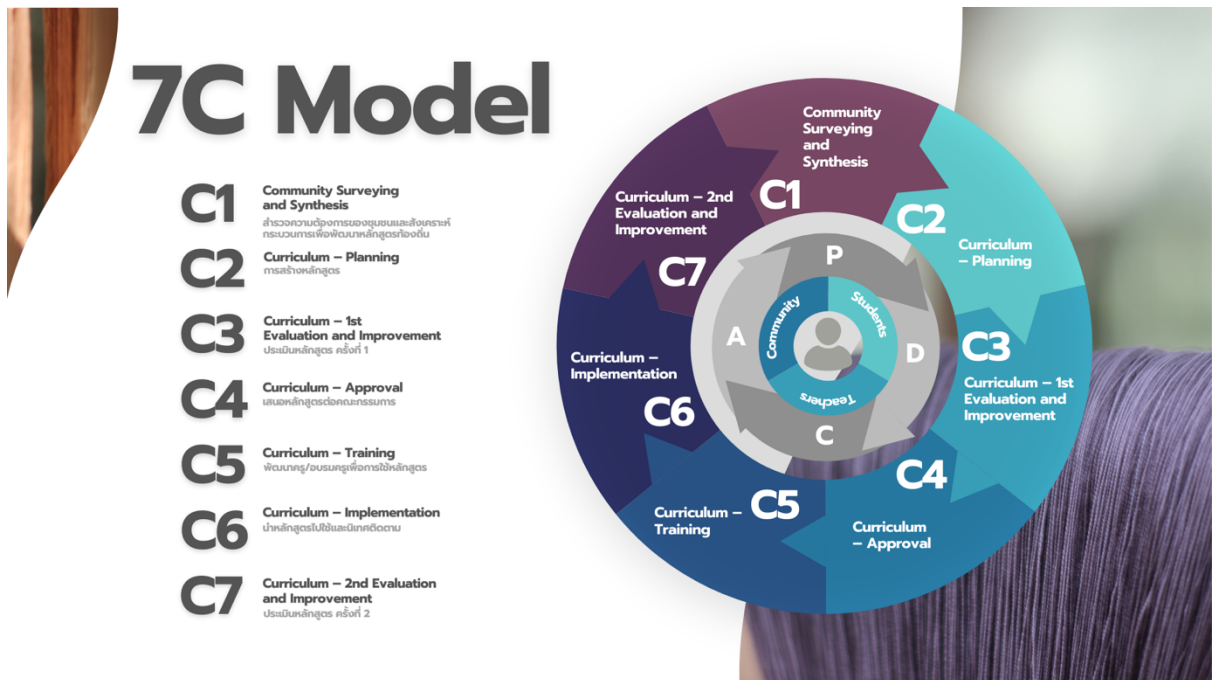 7C Model
C1
Community Surveying
and Synthesis
สำรวจความต้องการของชุมชนและสังเคราะห์
กระบวนการเพื่อพัฒนาหลักสูตรท้องถิ่น
C2
Curriculum – Planning
การสร้างหลักสูตร
C3
Curriculum – 1st
Evaluation and Improvement
ประเมินหลักสูตร ครั้งที่ 1
C4
Curriculum – Approval
เสนอหลักสูตรต่อคณะกรรมการ
C5
Curriculum – Training
พัฒนาครู/อบรมครูเพื่อการใช้หลักสูตร
C6
Curriculum – Implementation
นำหลักสูตรไปใช้และนิเทศติดตาม
C7
Curriculum – 2nd Evaluation
and Improvement
ประเมินหลักสูตร ครั้งที่ 2
Community
Surveying
and
Synthesis
C1
C2
Curriculum
– Planning
C3
Curriculum – 1st
Evaluation and
Improvement
C4
Curriculum
– Approval
C5
Curriculum –
Training
C6
Curriculum –
Implementation
C7
Curriculum – 2nd
Evaluation and
Improvement
P
D
C
A
Community
Students
Teachers